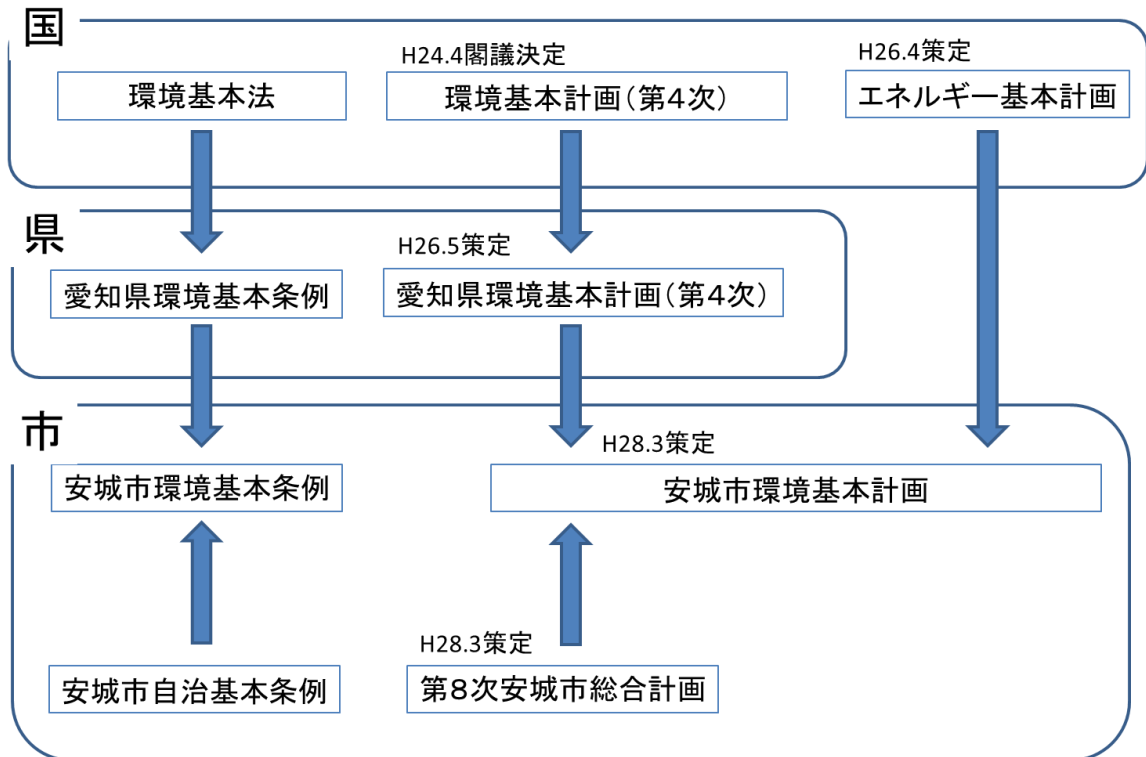 国
H24.4閣議決定
H26.4策定
環境基本法
環境基本計画(第4次)
エネルギー基本計画
県
H26.5策定
愛知県環境基本条例
愛知県環境基本計画(第4次)
市
H28.3策定
安城市環境基本条例
安城市環境基本計画
H28.3策定
安城市自治基本条例
第8次安城市総合計画